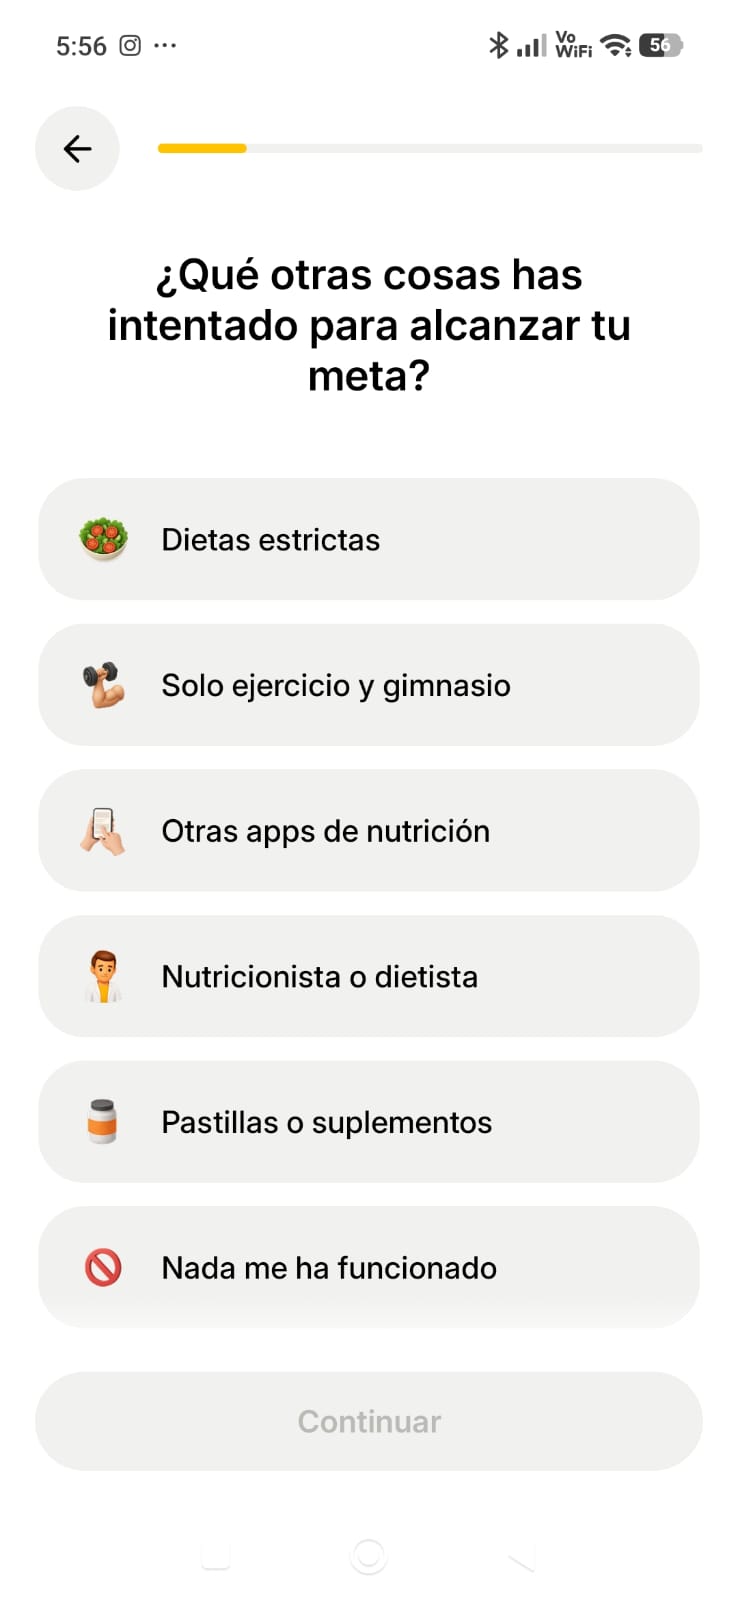 5:56
Vo
WiFi
56
¿Qué otras cosas has
intentado para alcanzar tu
meta?
Dietas estrictas
Solo ejercicio y gimnasio
Otras apps de nutrición
Nutricionista o dietista
Pastillas o suplementos
Nada me ha funcionado
Continuar